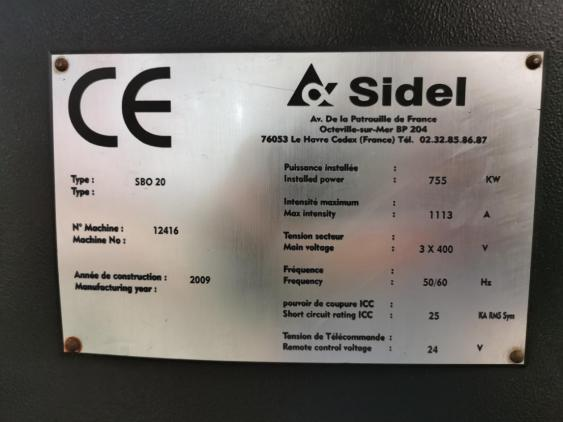 CE
Sidel
Av. De la Patrouille de France
Octeville-sur-Mer BP 204
76053 Le Havre Cedex (France) Tél. 02.32.85.86.87
Type :
Type :
SBO 20
N° Machine :
Machine No :
12416
Année de construction :
Manufacturing year :
2009
Puissance installée :
Installed power : 755 KW
Intensité maximum :
Max intensity : 1113 A
Tension secteur :
Main voltage : 3 X 400 V
Fréquence :
Frequency : 50/60 Hz
pouvoir de coupure ICC :
Short circuit rating ICC : 25 KA RMS Sym
Tension de Télécommande :
Remote control voltage : 24 V